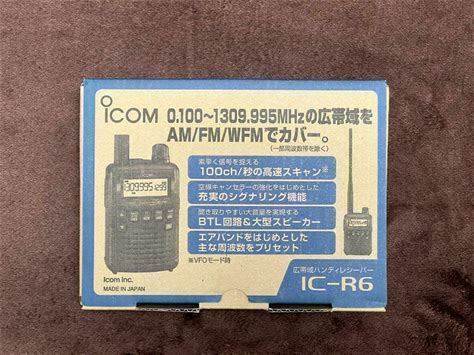 ICOM
0.100~1309.995MHzの広帯域を
AM/FM/WFMでカバー。
(一部周波数帯を除く)
素早く信号を捉える
100ch/秒の高速スキャン※
空線キャンセラーの強化をはじめとした
充実のシグナリング機能
聞き取りやすい大音量を実現する
BTL回路&大型スピーカー
エアバンドをはじめとした
主な周波数をプリセット
※VFOモード時
Icom Inc.
MADE IN JAPAN
広帯域ハンディレシーバー
IC-R6